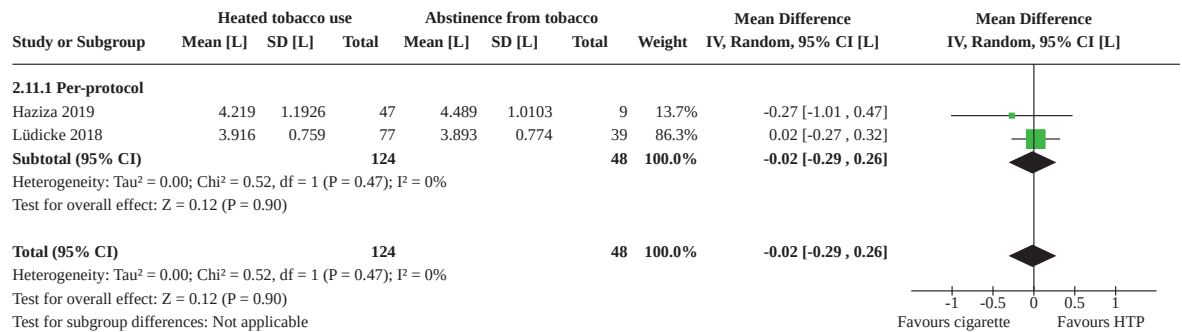 Heated tobacco use Abstinence from tobacco Mean Difference Mean Difference
Study or Subgroup Mean [L] SD [L] Total Mean [L] SD [L] Total Weight IV, Random, 95% CI [L] IV, Random, 95% CI [L]
2.11.1 Per-protocol
Haziza 2019 4.219 1.1926 47 4.489 1.0103 9 13.7% -0.27 [-1.01 , 0.47]
Lüdicke 2018 3.916 0.759 77 3.893 0.774 39 86.3% 0.02 [-0.27 , 0.32]
Subtotal (95% CI) 124 48 100.0% -0.02 [-0.29 , 0.26]
Heterogeneity: Tau² = 0.00; Chi² = 0.52, df = 1 (P = 0.47); I² = 0%
Test for overall effect: Z = 0.12 (P = 0.90)
Total (95% CI) 124 48 100.0% -0.02 [-0.29 , 0.26]
Heterogeneity: Tau² = 0.00; Chi² = 0.52, df = 1 (P = 0.47); I² = 0%
Test for overall effect: Z = 0.12 (P = 0.90) -1 -0.5 0 0.5 1
Test for subgroup differences: Not applicable Favours cigarette Favours HTP